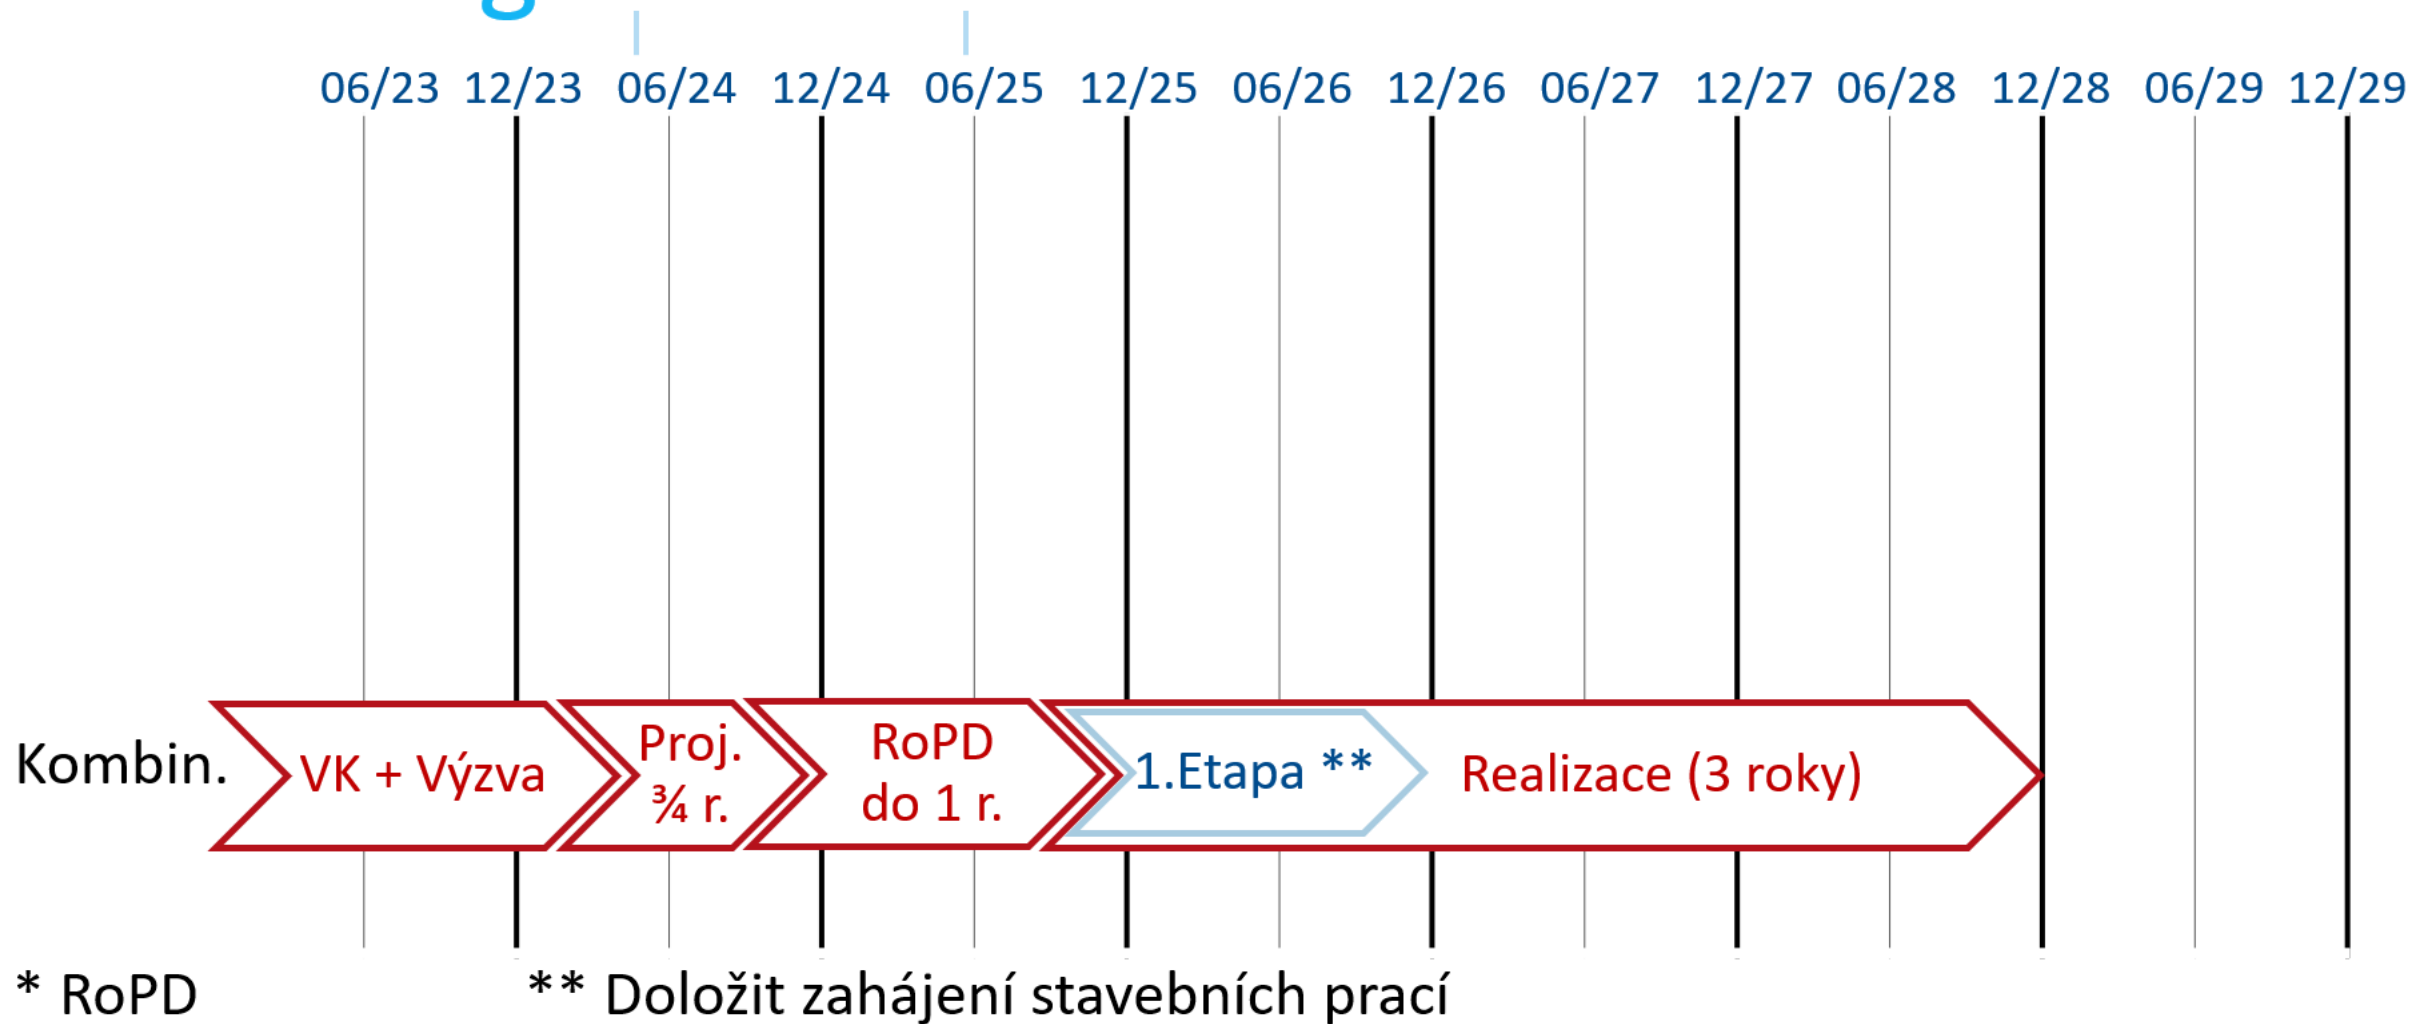 06/23 12/23 06/24 12/24 06/25 12/25 06/26 12/26 06/27 12/27 06/28 12/28 06/29 12/29
Kombin.
VK + Výzva
Proj.
¾ r.
RoPD
do 1 r.
1.Etapa **
Realizace (3 roky)
* RoPD
** Doložit zahájení stavebních prací